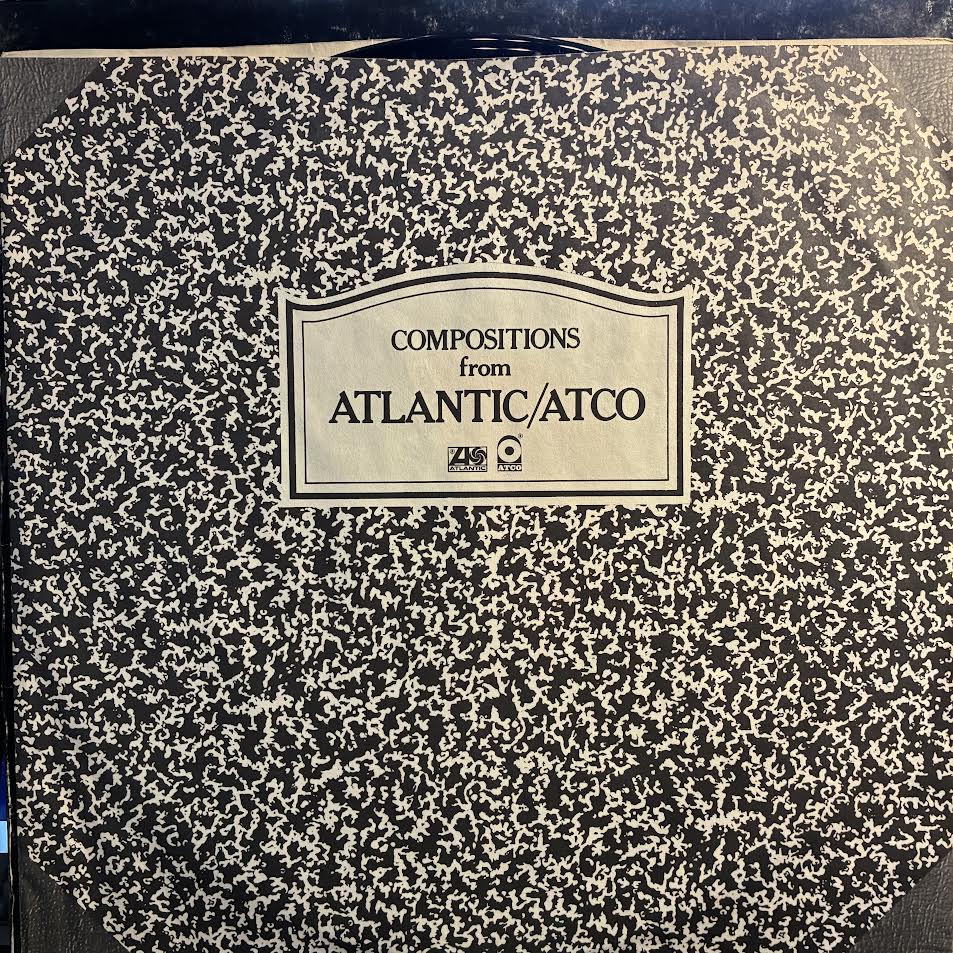 COMPOSITIONS
from
ATLANTIC/ATCO
ATLANTIC ATCO